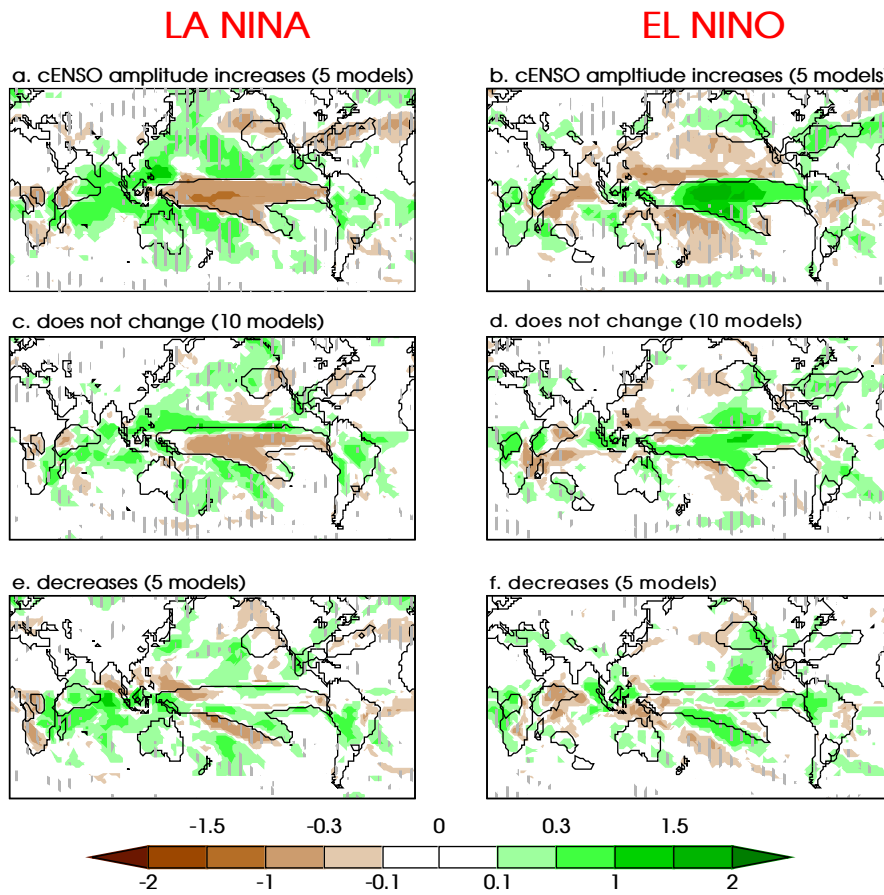 LA NINA EL NINO
a. cENSO amplitude increases (5 models) b. cENSO ampltiude increases (5 models)
c. does not change (10 models) d. does not change (10 models)
e. decreases (5 models) f. decreases (5 models)
-1.5 -0.3 0 0.3 1.5
-2 -1 -0.1 0.1 1 2